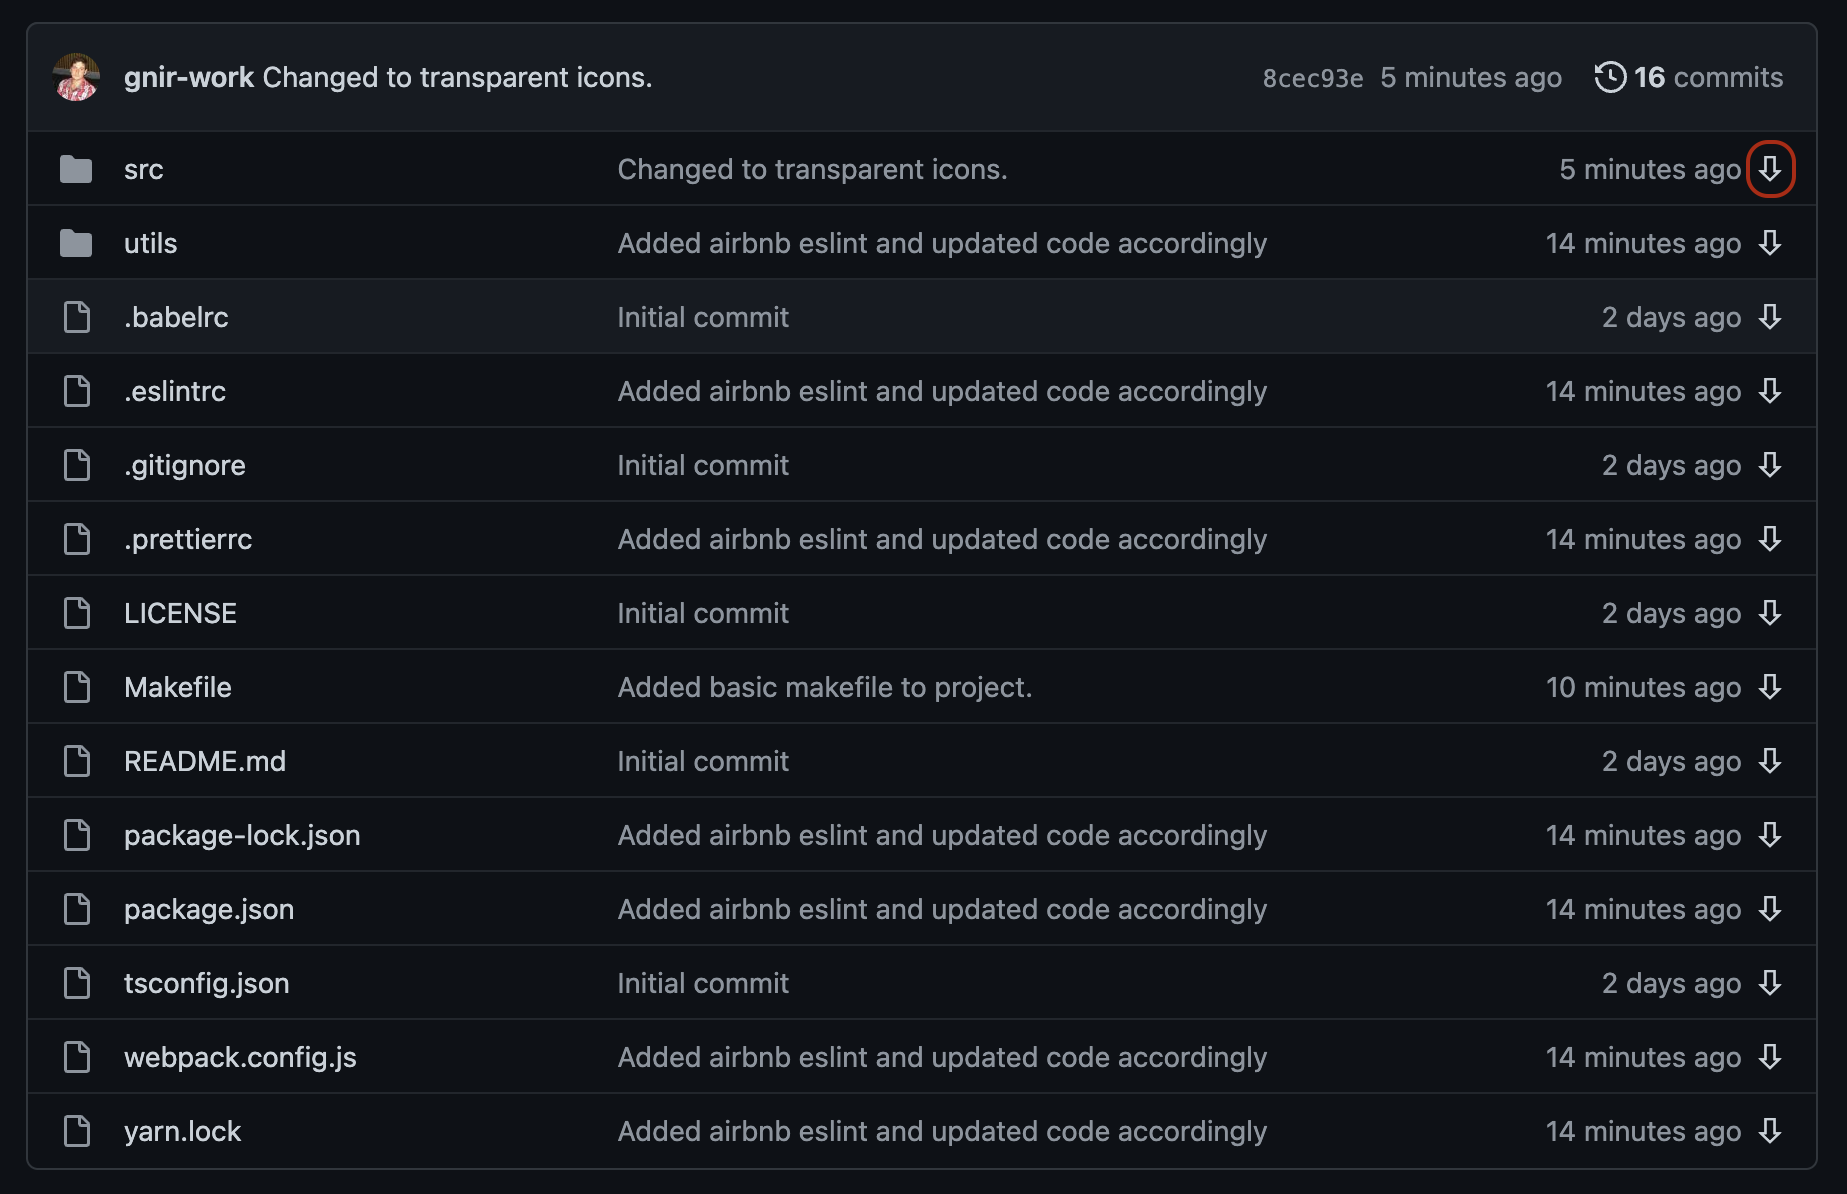 gnir-work Changed to transparent icons. 8cec93e 5 minutes ago 16 commits
src Changed to transparent icons. 5 minutes ago
utils Added airbnb eslint and updated code accordingly 14 minutes ago
.babelrc Initial commit 2 days ago
.eslintrc Added airbnb eslint and updated code accordingly 14 minutes ago
.gitignore Initial commit 2 days ago
.prettierrc Added airbnb eslint and updated code accordingly 14 minutes ago
LICENSE Initial commit 2 days ago
Makefile Added basic makefile to project. 10 minutes ago
README.md Initial commit 2 days ago
package-lock.json Added airbnb eslint and updated code accordingly 14 minutes ago
package.json Added airbnb eslint and updated code accordingly 14 minutes ago
tsconfig.json Initial commit 2 days ago
webpack.config.js Added airbnb eslint and updated code accordingly 14 minutes ago
yarn.lock Added airbnb eslint and updated code accordingly 14 minutes ago